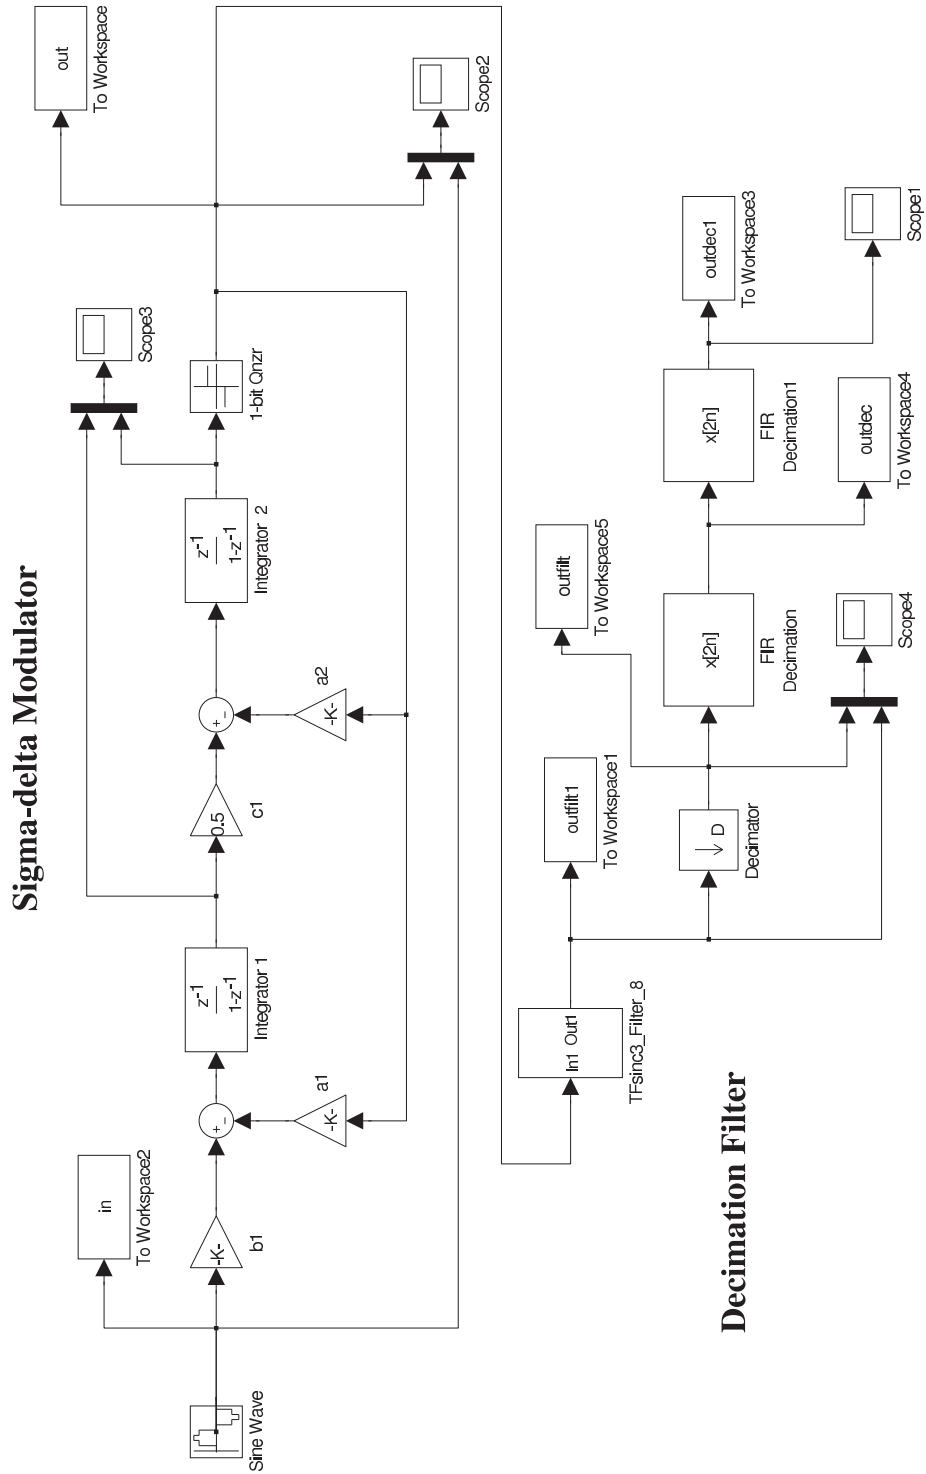 Sigma-delta Modulator
in
To Workspace2
Sine Wave
-K-
b1
+
-
-K-
a1
z-1
1-z-1
Integrator 1
0.5
c1
+
-
-K-
a2
z-1
1-z-1
Integrator 2
Scope3
1-bit Qnzr
out
To Workspace
Scope2
Decimation Filter
In1 Out1
TFsinc3_Filter_8
outfilt1
To Workspace1
↓ D
Decimator
outfilt
To Workspace5
x[2n]
FIR
Decimation
Scope4
x[2n]
FIR
Decimation1
outdec
To Workspace4
outdec1
To Workspace3
Scope1